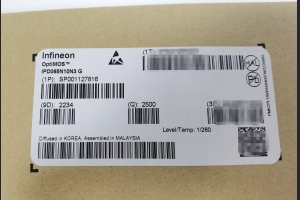 Infineon
OptiMOS™
IPD068N10N3 G
(1P): SP001127816
(1T)
(9D): 2234
(Q): 2500
Level/Temp: 1/260
Diffused in KOREA, Assembled in MALAYSIA